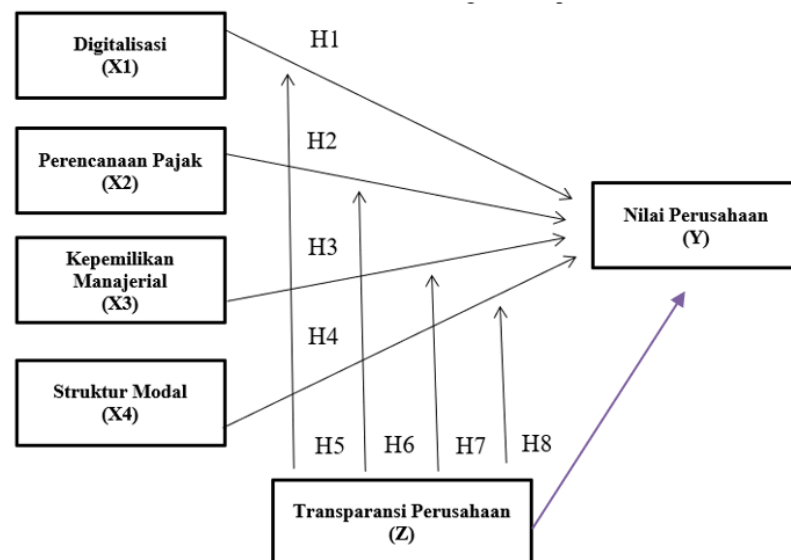 Digitalisasi
(X1)
H1
H2
Perencanaan Pajak
(X2)
Nilai Perusahaan
(Y)
Kepemilikan
Manajerial
(X3)
H3
H4
Struktur Modal
(X4)
H5
H6
H7
H8
Transparansi Perusahaan
(Z)